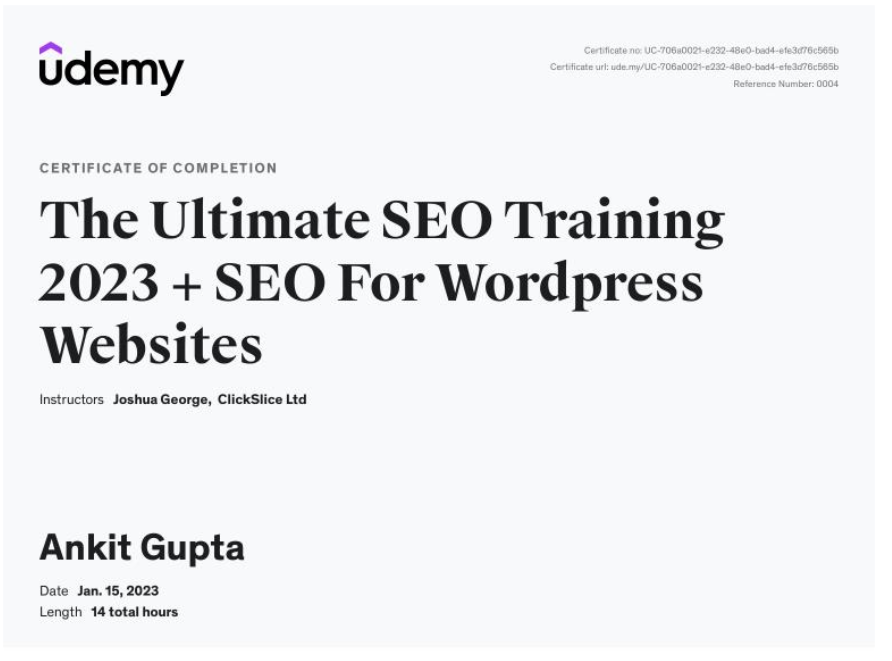 udemy
Certificate no: UC-706a0021-e232-48e0-bad4-efe3d76c565b
Certificate url: ude.my/UC-706a0021-e232-48e0-bad4-efe3d76c565b
Reference Number: 0004
CERTIFICATE OF COMPLETION
The Ultimate SEO Training
2023 + SEO For Wordpress
Websites
Instructors Joshua George, ClickSlice Ltd
Ankit Gupta
Date Jan. 15, 2023
Length 14 total hours